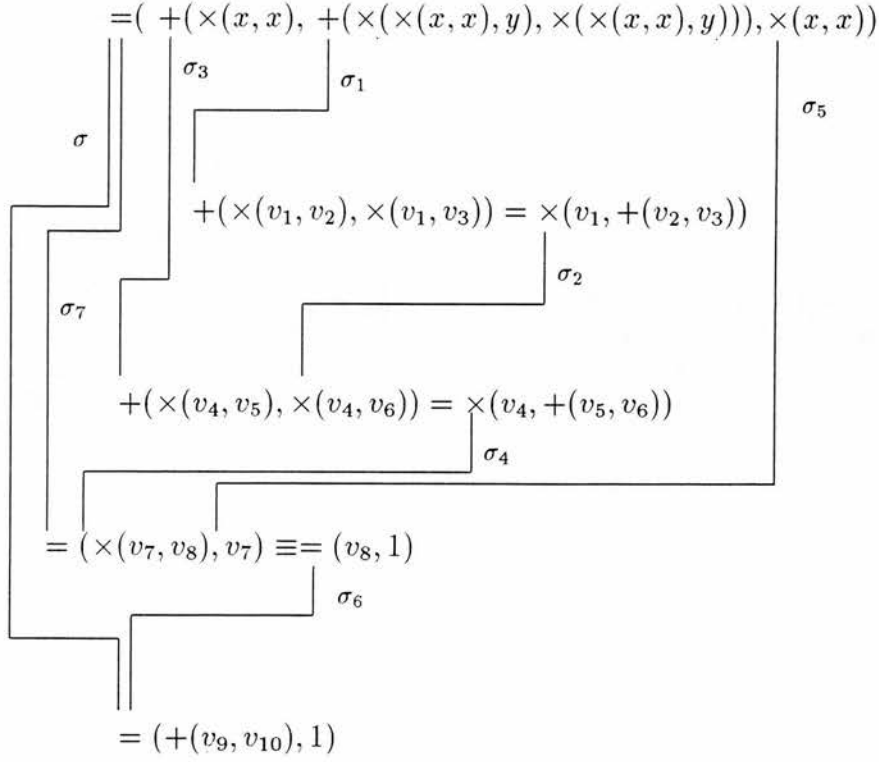 =( +(×(x, x), +(×(×(x, x), y), ×(×(x, x), y))), ×(x, x))
σ₃
σ₁
σ₅
σ
+(×(v₁, v₂), ×(v₁, v₃)) = ×(v₁, +(v₂, v₃))
σ₂
σ₇
+(×(v₄, v₅), ×(v₄, v₆)) = ×(v₄, +(v₅, v₆))
σ₄
= (×(v₇, v₈), v₇) ≡= (v₈, 1)
σ₆
= (+(v₉, v₁₀), 1)